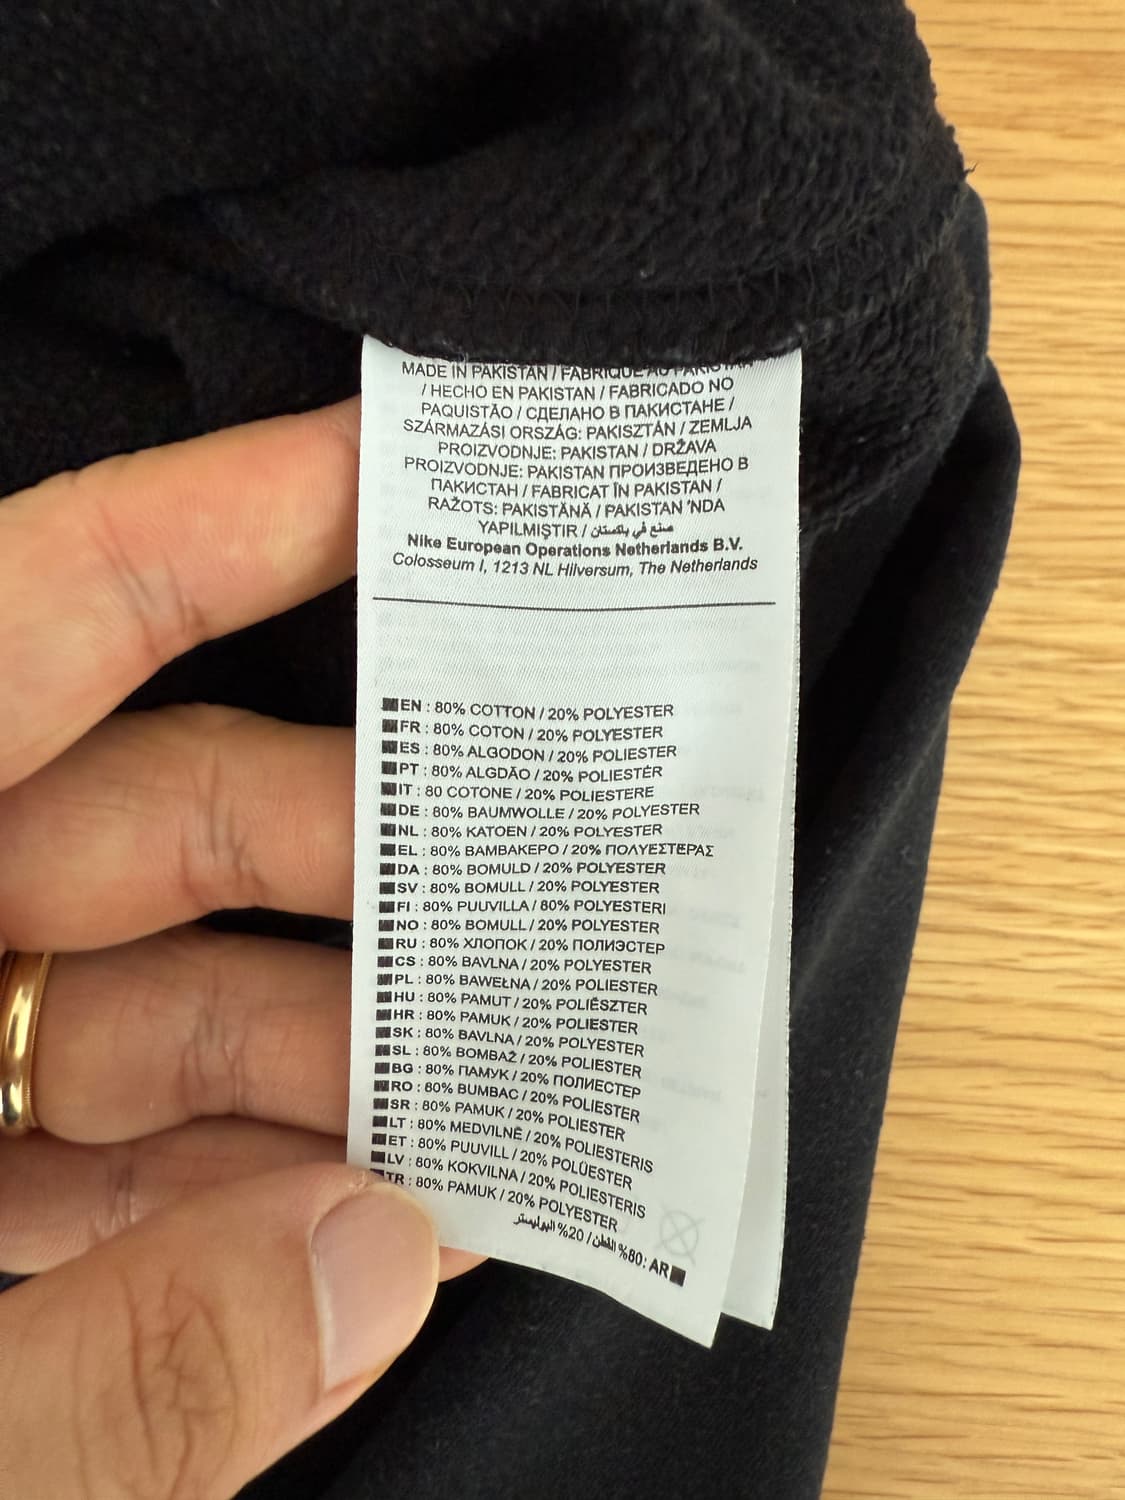 MADE IN PAKISTAN / FABRIQUÉ AU PAKISTAN
/ HECHO EN PAKISTAN / FABRICADO NO
PAQUISTÃO / СДЕЛАНО В ПАКИСТАНЕ /
SZÁRMAZÁSI ORSZÁG: PAKISZTÁN / ZEMLJA
PROIZVODNJE: PAKISTAN / DRŽAVA
PROIZVODNJE: PAKISTAN ПРОИЗВЕДЕНО В
ПАКИСТАН / FABRICAT ÎN PAKISTAN /
RAŽOTS: PAKISTĀNĀ / PAKISTAN 'NDA
YAPILMIŞTIR / صنع في باكستان
Nike European Operations Netherlands B.V.
Colosseum I, 1213 NL Hilversum, The Netherlands
EN : 80% COTTON / 20% POLYESTER
FR : 80% COTON / 20% POLYESTER
ES : 80% ALGODON / 20% POLIESTER
PT : 80% ALGDÃO / 20% POLIESTÉR
IT : 80 COTONE / 20% POLIESTERE
DE : 80% BAUMWOLLE / 20% POLYESTER
NL : 80% KATOEN / 20% POLYESTER
EL : 80% ΒΑΜΒΑΚΕΡΟ / 20% ΠΟΛΥΕΣΤΕΡΑΣ
DA : 80% BOMULD / 20% POLYESTER
SV : 80% BOMULL / 20% POLYESTER
FI : 80% PUUVILLA / 80% POLYESTERI
NO : 80% BOMULL / 20% POLYESTER
RU : 80% ХЛОПОК / 20% ПОЛИЭСТЕР
CS : 80% BAVLNA / 20% POLYESTER
PL : 80% BAWEŁNA / 20% POLYESTER
HU : 80% PAMUT / 20% POLIÉSZTER
HR : 80% PAMUK / 20% POLIESTER
SK : 80% BAVLNA / 20% POLYESTER
SL : 80% BOMBAŽ / 20% POLIESTER
BG : 80% ПАМУК / 20% ПОЛИЕСТЕР
RO : 80% BUMBAC / 20% POLIESTER
SR : 80% PAMUK / 20% POLIESTER
LT : 80% MEDVILNĖ / 20% POLIESTERIS
ET : 80% PUUVILL / 20% POLÜESTER
LV : 80% KOKVILNA / 20% POLIESTERIS
TR : 80% PAMUK / 20% POLYESTER
AR :80% القطن/ 20% البوليستر